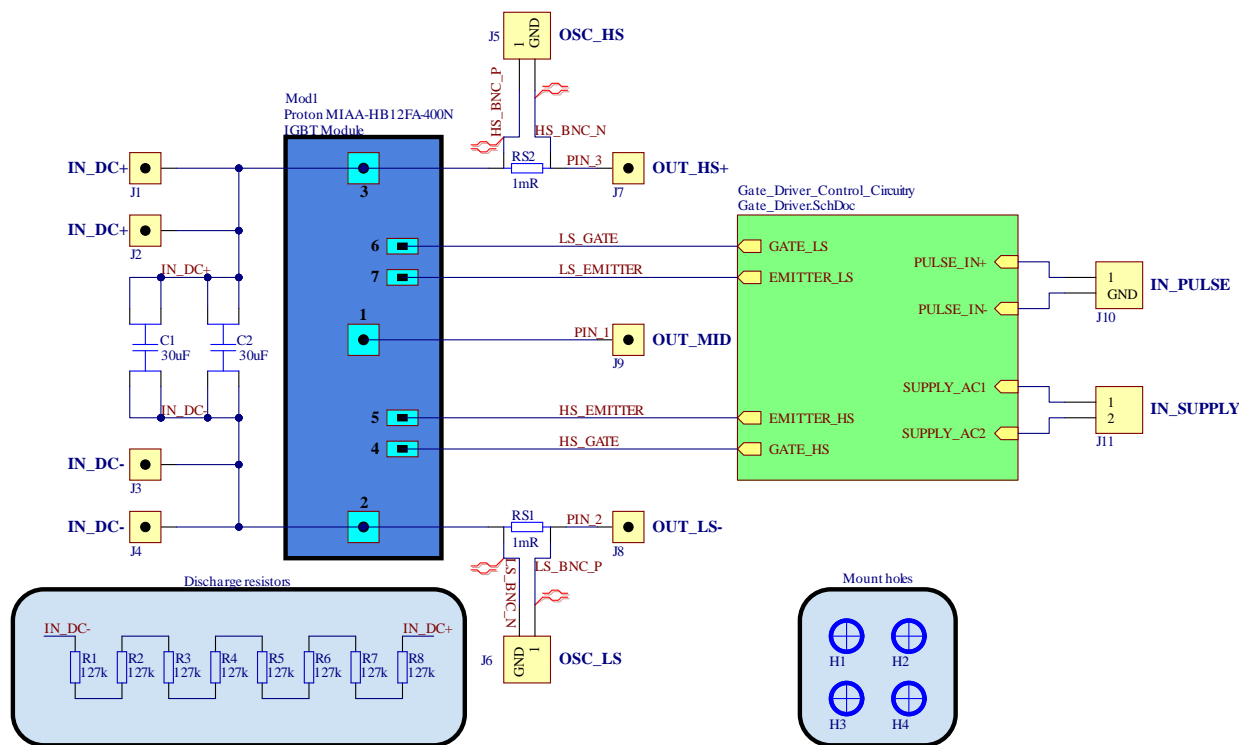 J5
1
GND
OSC_HS
HS_BNC_P
HS_BNC_N
Mod1
Proton MIAA-HB12FA-400N
IGBT Module
IN_DC+
J1
3
RS2
1mR
PIN_3
J7
OUT_HS+
IN_DC+
J2
Gate_Driver_Control_Circuitry
Gate_Driver.SchDoc
6
LS_GATE
GATE_LS
7
LS_EMITTER
EMITTER_LS
PULSE_IN+
PULSE_IN-
1
GND
J10
IN_PULSE
IN_DC+
C1
30uF
C2
30uF
IN_DC-
1
PIN_1
J9
OUT_MID
5
HS_EMITTER
EMITTER_HS
4
HS_GATE
GATE_HS
SUPPLY_AC1
SUPPLY_AC2
1
2
J11
IN_SUPPLY
IN_DC-
J3
IN_DC-
J4
2
RS1
1mR
PIN_2
J8
OUT_LS-
LS_BNC_N
LS_BNC_P
J6
GND
1
OSC_LS
Discharge resistors
IN_DC-
IN_DC+
R1
127k
R2
127k
R3
127k
R4
127k
R5
127k
R6
127k
R7
127k
R8
127k
Mount holes
H1
H2
H3
H4